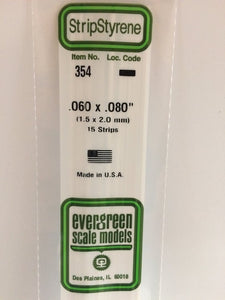 StripStyrene
Item No. Loc. Code
354
.060 x .080"
(1.5 x 2.0 mm)
15 Strips
Made in U.S.A.
evergreen
scale models
Des Plaines, IL 60018